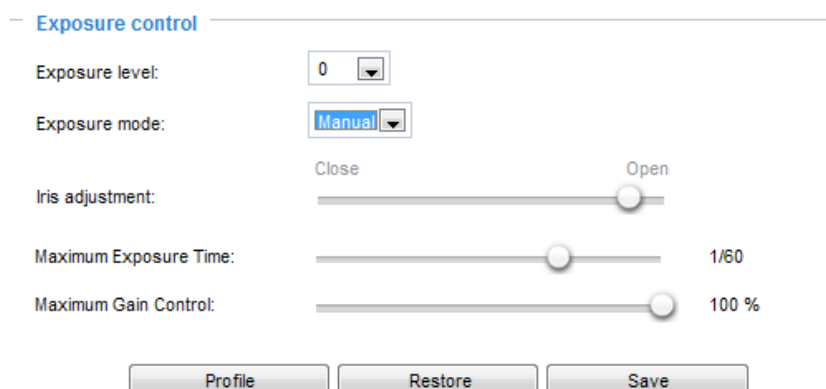 Exposure control
Exposure level: 0
Exposure mode: Manual
Close Open
Iris adjustment:
Maximum Exposure Time: 1/60
Maximum Gain Control: 100 %
Profile Restore Save